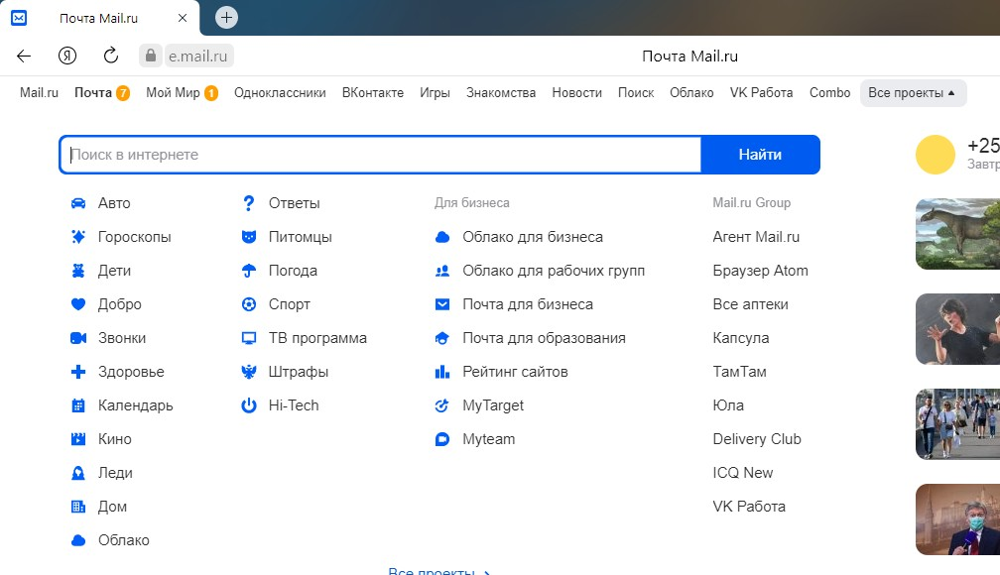 Почта Mail.ru
Я
e.mail.ru
Почта Mail.ru
Mail.ru Почта 7 Мой Мир 1 Одноклассники ВКонтакте Игры Знакомства Новости Поиск Облако VK Работа Combo Все проекты
Поиск в интернете Найти
+25
Завтр
Авто
Гороскопы
Дети
Добро
Звонки
Здоровье
Календарь
Кино
Леди
Дом
Облако
Ответы
Питомцы
Погода
Спорт
ТВ программа
Штрафы
Hi-Tech
Для бизнеса
Облако для бизнеса
Облако для рабочих групп
Почта для бизнеса
Почта для образования
Рейтинг сайтов
MyTarget
Myteam
Mail.ru Group
Агент Mail.ru
Браузер Atom
Все аптеки
Капсула
ТамТам
Юла
Delivery Club
ICQ New
VK Работа
Все проекты